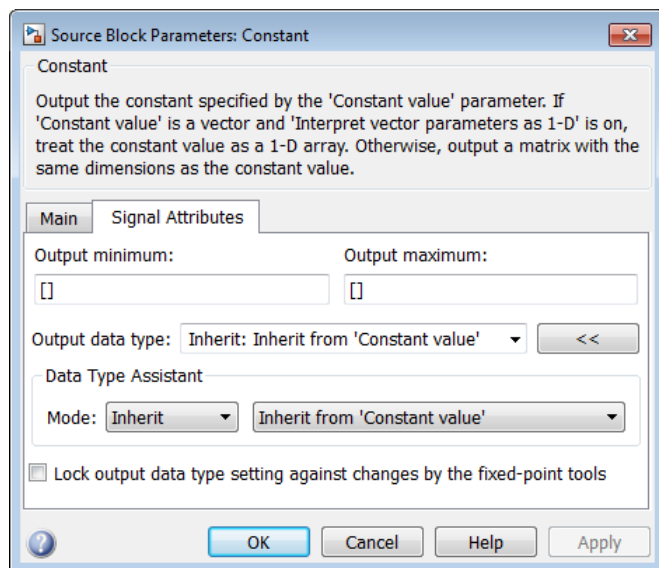 Source Block Parameters: Constant
Constant
Output the constant specified by the 'Constant value' parameter. If
'Constant value' is a vector and 'Interpret vector parameters as 1-D' is on,
treat the constant value as a 1-D array. Otherwise, output a matrix with the
same dimensions as the constant value.
Main Signal Attributes
Output minimum: Output maximum:
[] []
Output data type: Inherit: Inherit from 'Constant value' <<
Data Type Assistant
Mode: Inherit Inherit from 'Constant value'
Lock output data type setting against changes by the fixed-point tools
? OK Cancel Help Apply